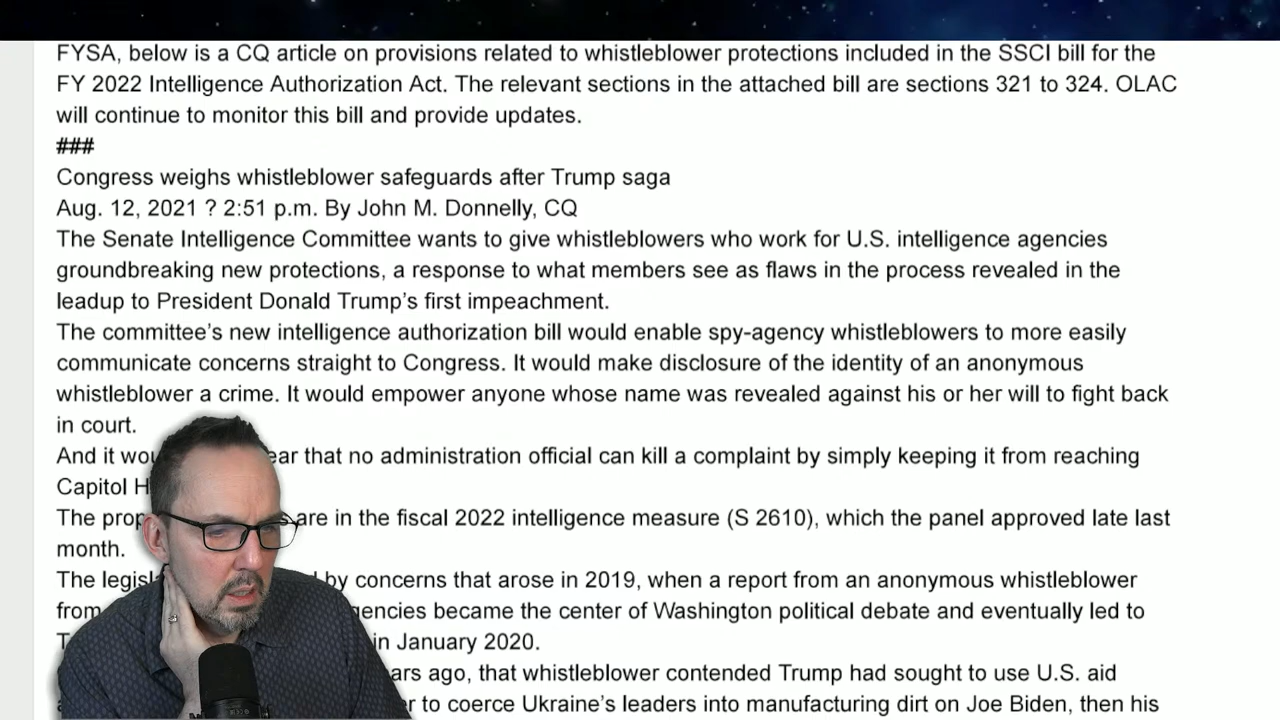 FYSA, below is a CQ article on provisions related to whistleblower protections included in the SSCI bill for the
FY 2022 Intelligence Authorization Act. The relevant sections in the attached bill are sections 321 to 324. OLAC
will continue to monitor this bill and provide updates.
###
Congress weighs whistleblower safeguards after Trump saga
Aug. 12, 2021 ? 2:51 p.m. By John M. Donnelly, CQ
The Senate Intelligence Committee wants to give whistleblowers who work for U.S. intelligence agencies
groundbreaking new protections, a response to what members see as flaws in the process revealed in the
leadup to President Donald Trump’s first impeachment.
The committee’s new intelligence authorization bill would enable spy-agency whistleblowers to more easily
communicate concerns straight to Congress. It would make disclosure of the identity of an anonymous
whistleblower a crime. It would empower anyone whose name was revealed against his or her will to fight back
in court.
And it that no administration official can kill a complaint by simply keeping it from reaching
Capitol
The are in the fiscal 2022 intelligence measure (S 2610), which the panel approved late last
month.
The by concerns that arose in 2019, when a report from an anonymous whistleblower
from became the center of Washington political debate and eventually led to
in January 2020.
ago, that whistleblower contended Trump had sought to use U.S. aid
to coerce Ukraine’s leaders into manufacturing dirt on Joe Biden, then his